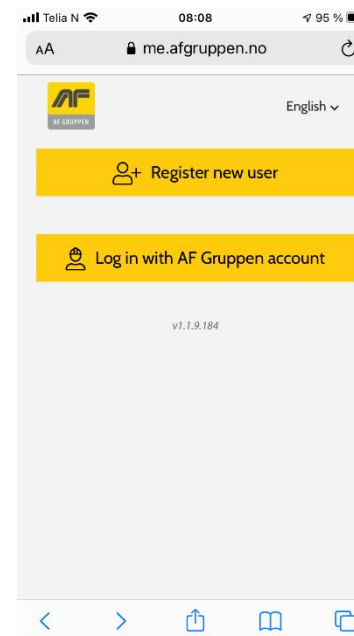 Telia N 08:08 95 %
AA me.afgruppen.no
AF
AF GRUPPEN
English
Register new user
Log in with AF Gruppen account
v1.1.9.184